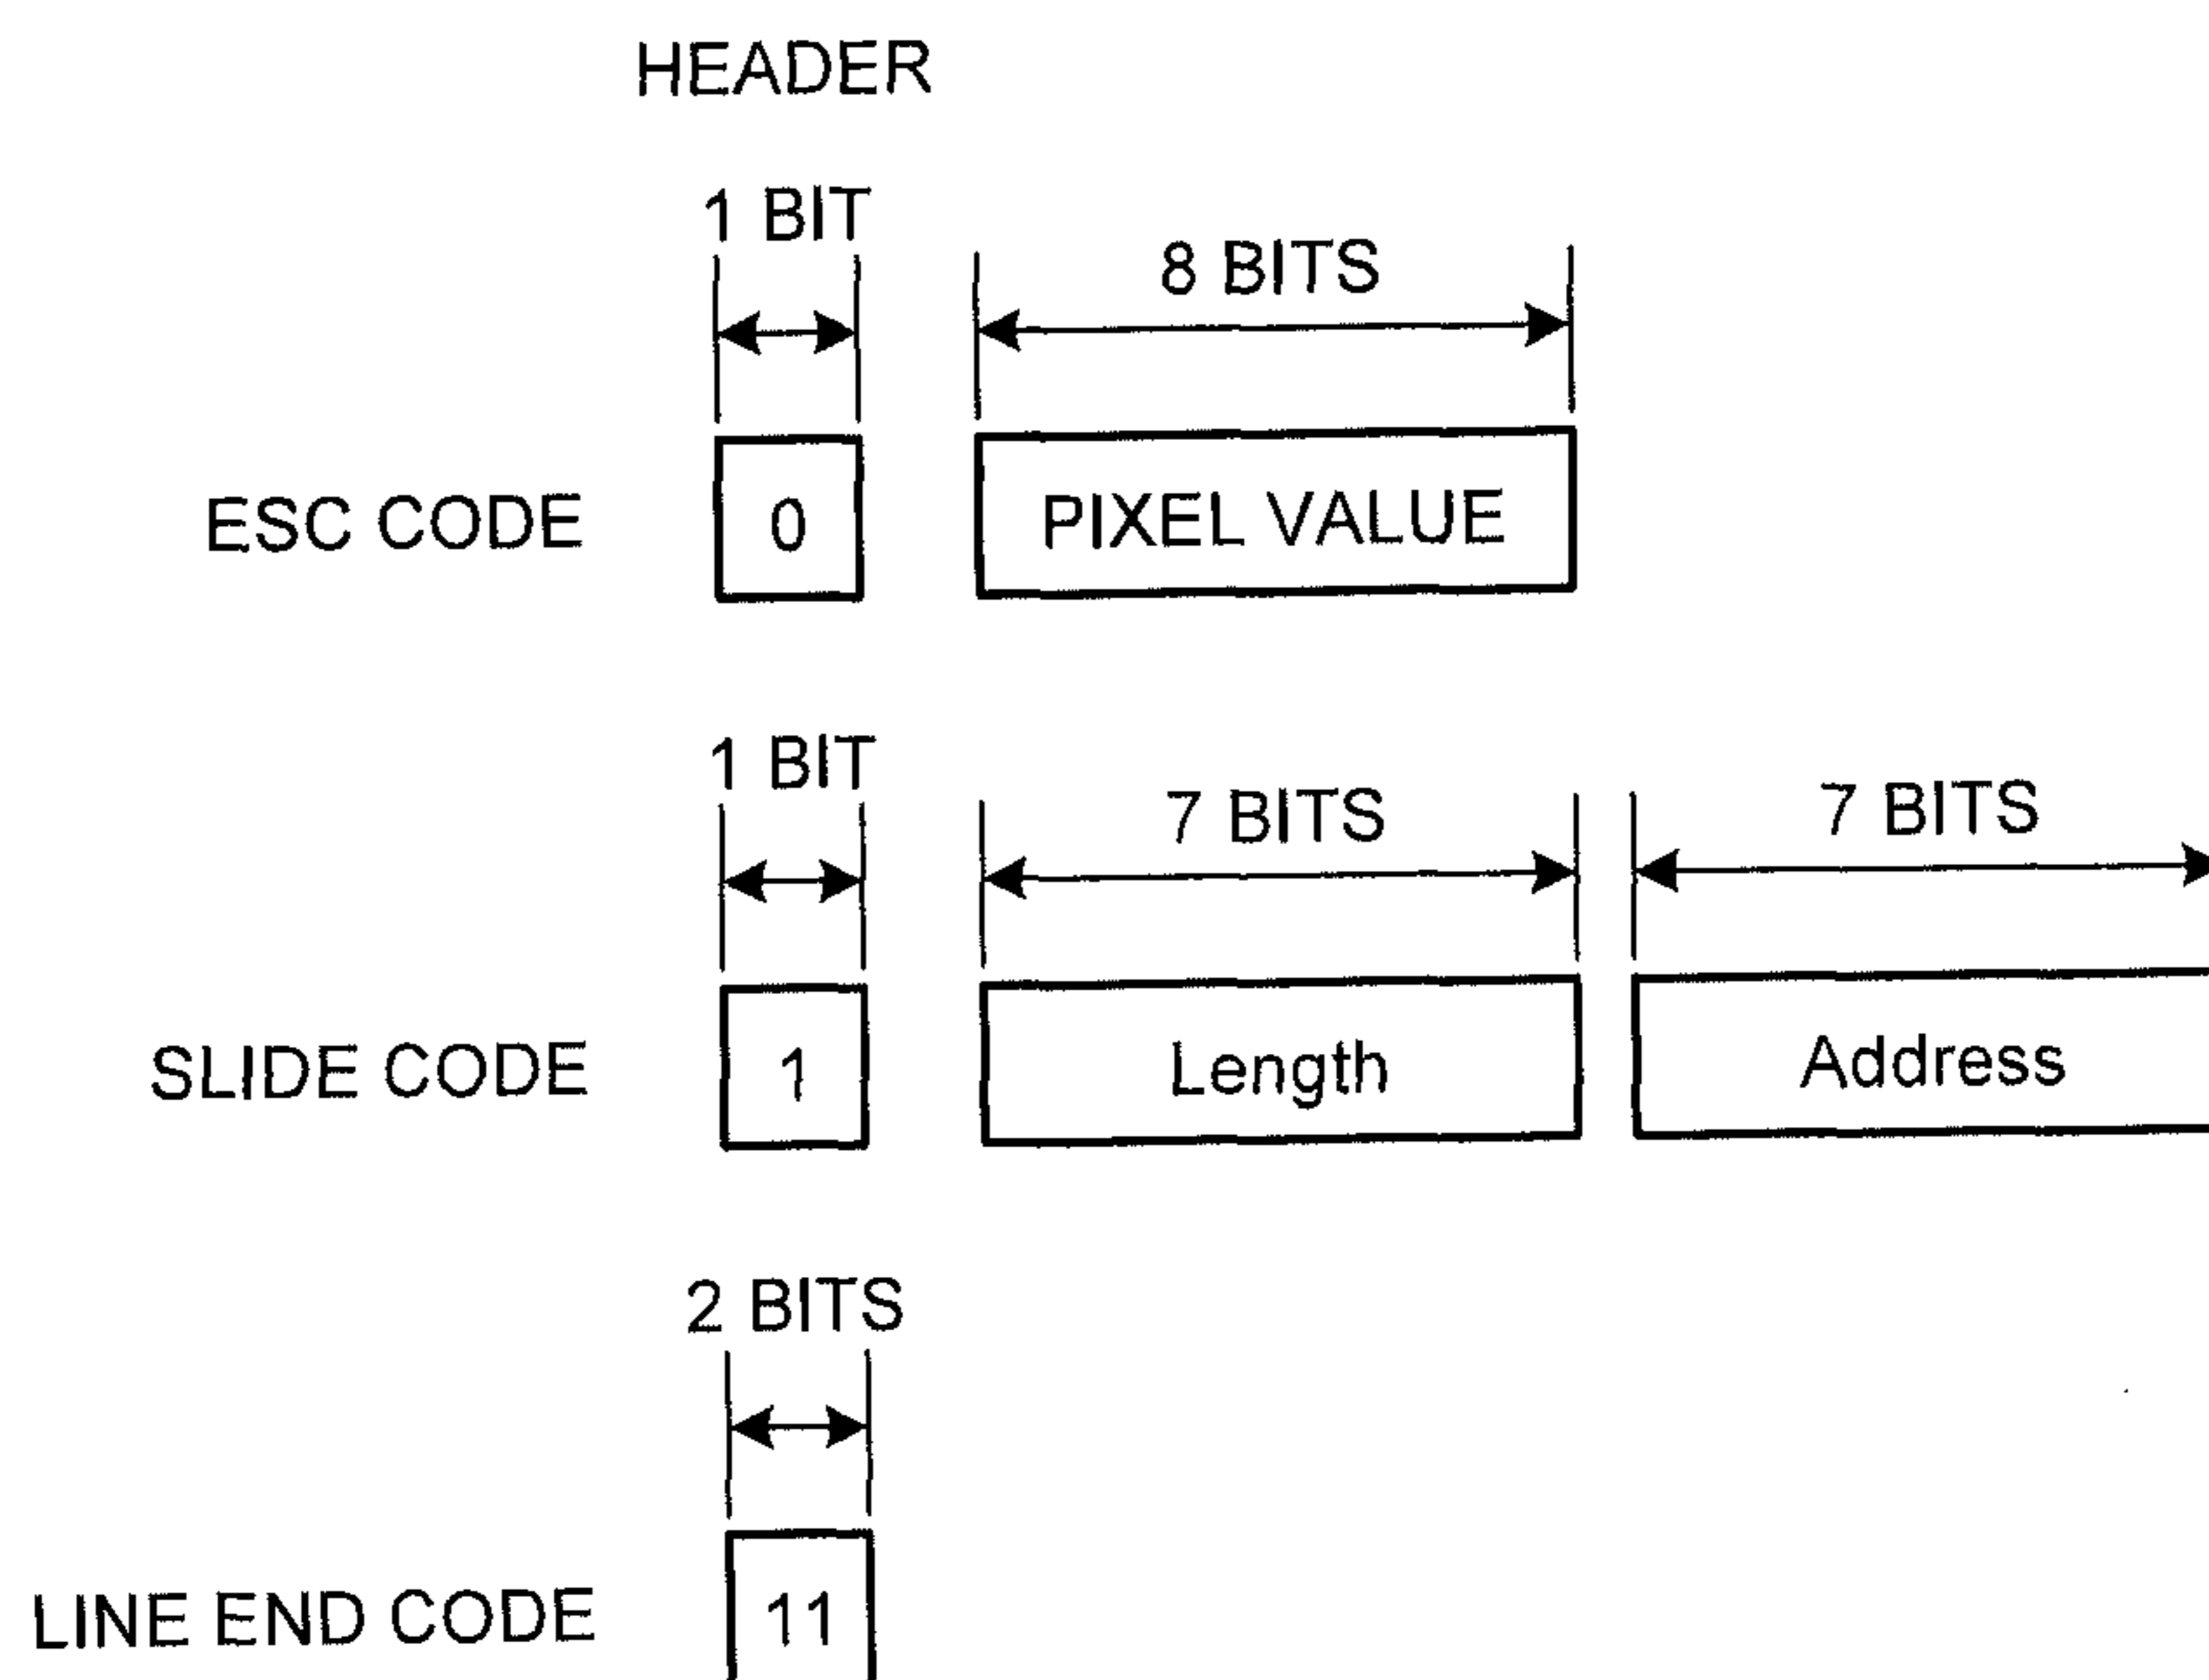 HEADER
1 BIT
8 BITS
ESC CODE 0 PIXEL VALUE
1 BIT
7 BITS 7 BITS
SLIDE CODE 1 Length Address
2 BITS
LINE END CODE 11